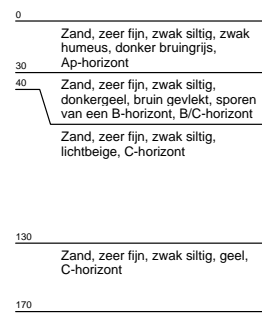 0
Zand, zeer fijn, zwak siltig, zwak
humeus, donker bruingrijs,
Ap-horizont
30
40
Zand, zeer fijn, zwak siltig,
donkergeel, bruin gevlekt, sporen
van een B-horizont, B/C-horizont
Zand, zeer fijn, zwak siltig,
lichtbeige, C-horizont
130
Zand, zeer fijn, zwak siltig, geel,
C-horizont
170